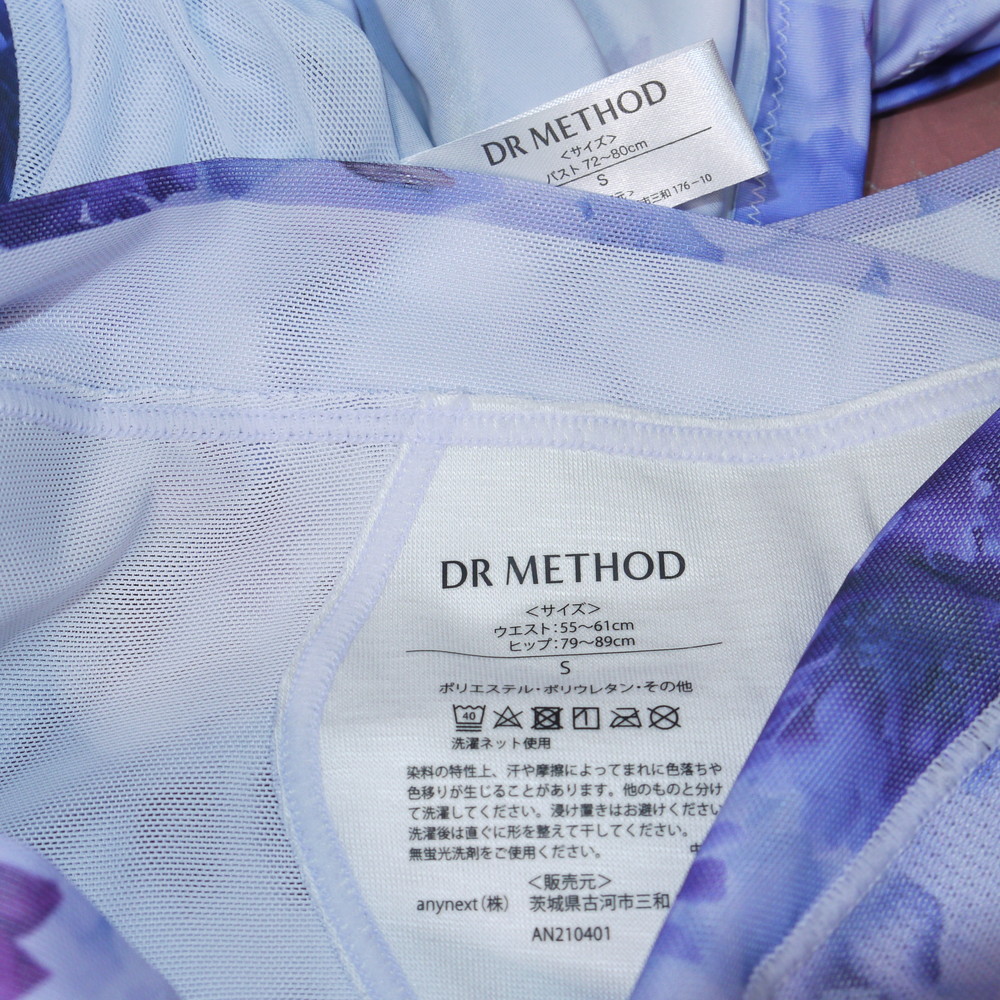 DR METHOD
<サイズ>
バスト 72〜80cm
S
元>
市三和 176-10
DR METHOD
<サイズ>
ウエスト:55〜61cm
ヒップ:79〜89cm
S
ポリエステル・ポリウレタン・その他
40
洗濯ネット使用
染料の特性上、汗や摩擦によってまれに色落ちや
色移りが生じることがあります。他のものと分け
て洗濯してください。浸け置きはお避けください
洗濯後は直ぐに形を整えて干してください。
無蛍光洗剤をご使用ください。
<販売元>
anynext(株) 茨城県古河市三和
AN210401